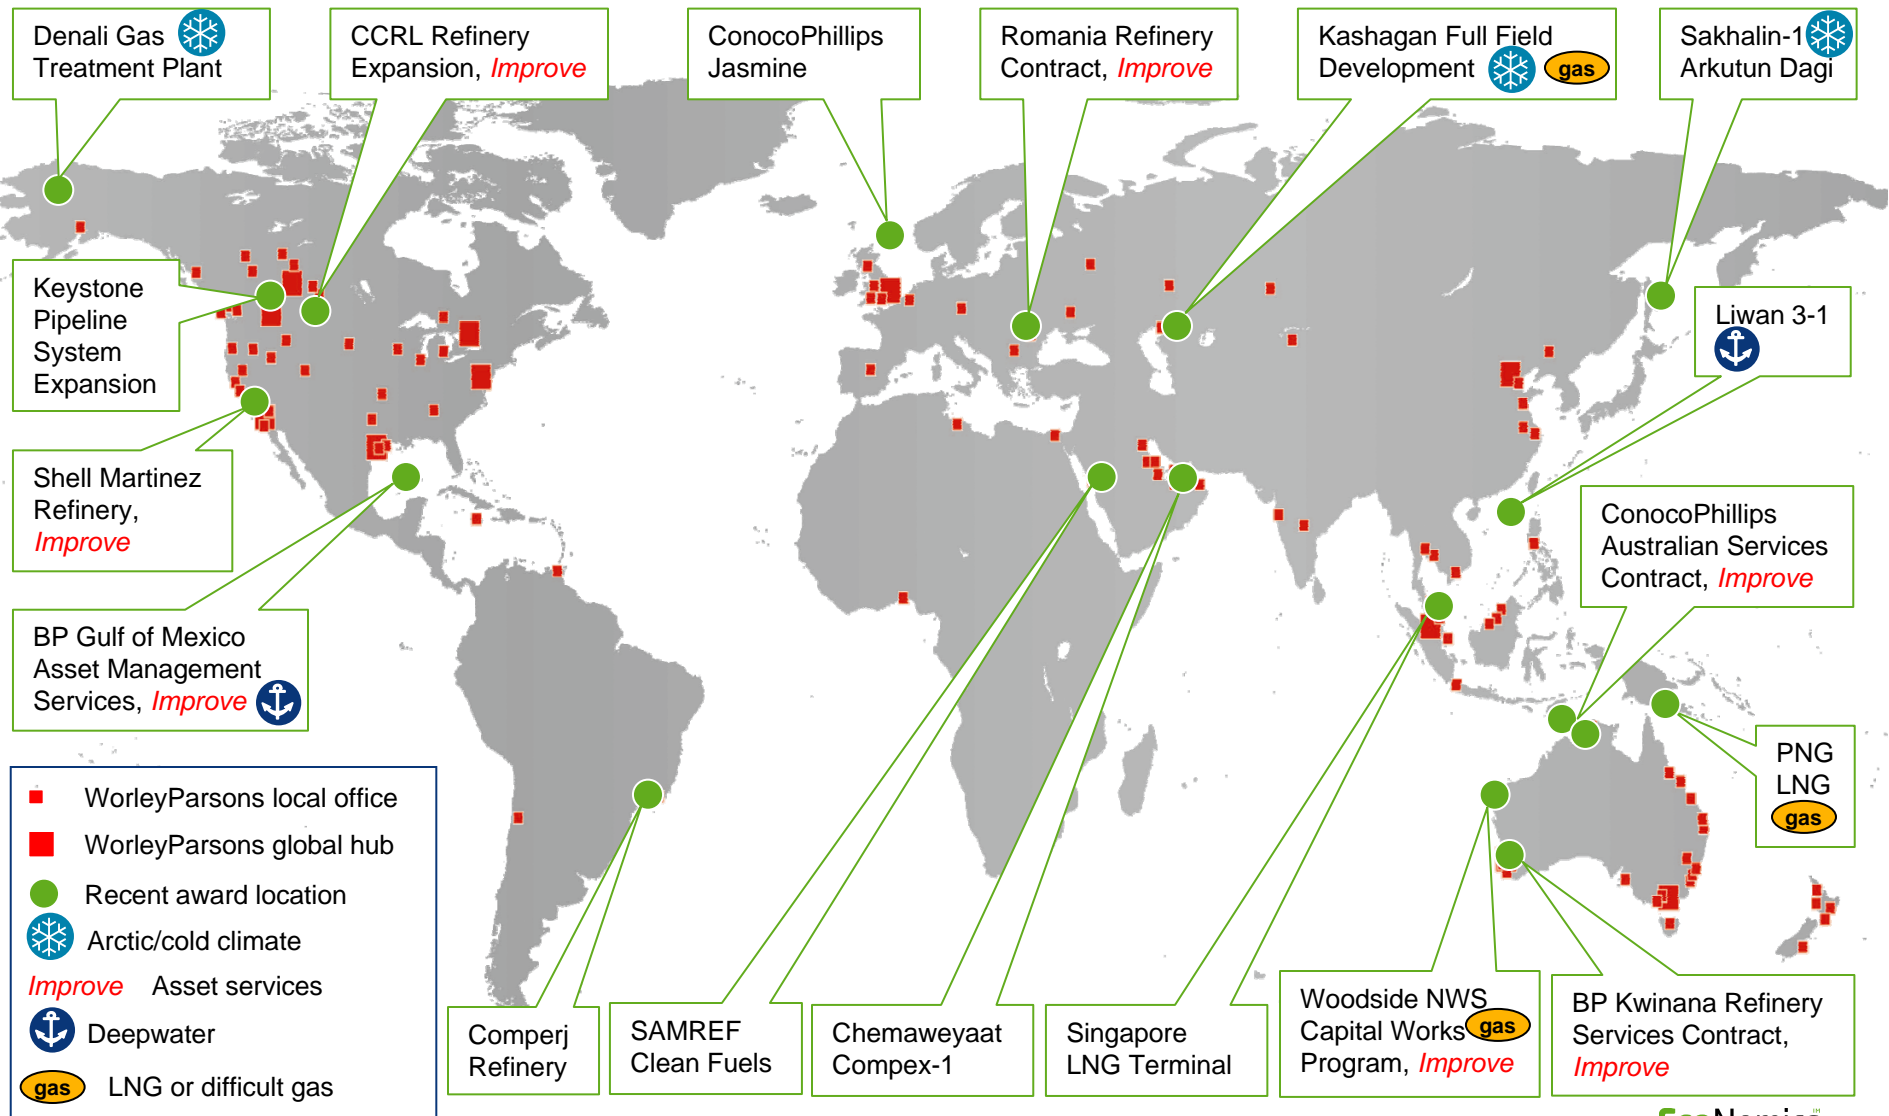 Denali Gas
Treatment Plant
CCRL Refinery
Expansion, Improve
ConocoPhillips
Jasmine
Romania Refinery
Contract, Improve
Kashagan Full Field
Development
gas
Sakhalin-1
Arkutun Dagi
Keystone
Pipeline
System
Expansion
Liwan 3-1
Shell Martinez
Refinery,
Improve
ConocoPhillips
Australian Services
Contract, Improve
BP Gulf of Mexico
Asset Management
Services, Improve
PNG
LNG
gas
WorleyParsons local office
WorleyParsons global hub
Recent award location
Arctic/cold climate
Improve Asset services
Deepwater
gas LNG or difficult gas
Comperj
Refinery
SAMREF
Clean Fuels
Chemaweyaat
Compex-1
Singapore
LNG Terminal
Woodside NWS
Capital Works gas
Program, Improve
BP Kwinana Refinery
Services Contract,
Improve